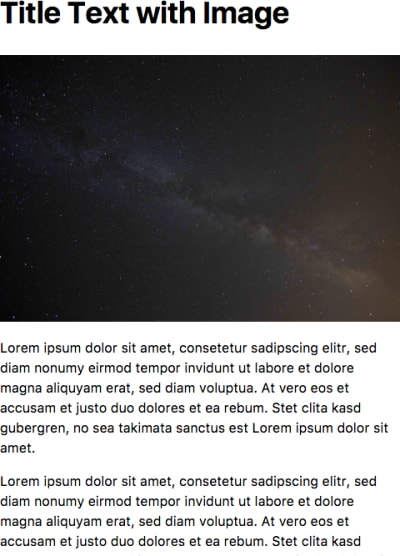 Title Text with Image
Lorem ipsum dolor sit amet, consetetur sadipscing elitr, sed
diam nonumy eirmod tempor invidunt ut labore et dolore
magna aliquyam erat, sed diam voluptua. At vero eos et
accusam et justo duo dolores et ea rebum. Stet clita kasd
gubergren, no sea takimata sanctus est Lorem ipsum dolor sit
amet.
Lorem ipsum dolor sit amet, consetetur sadipscing elitr, sed
diam nonumy eirmod tempor invidunt ut labore et dolore
magna aliquyam erat, sed diam voluptua. At vero eos et
accusam et justo duo dolores et ea rebum. Stet clita kasd